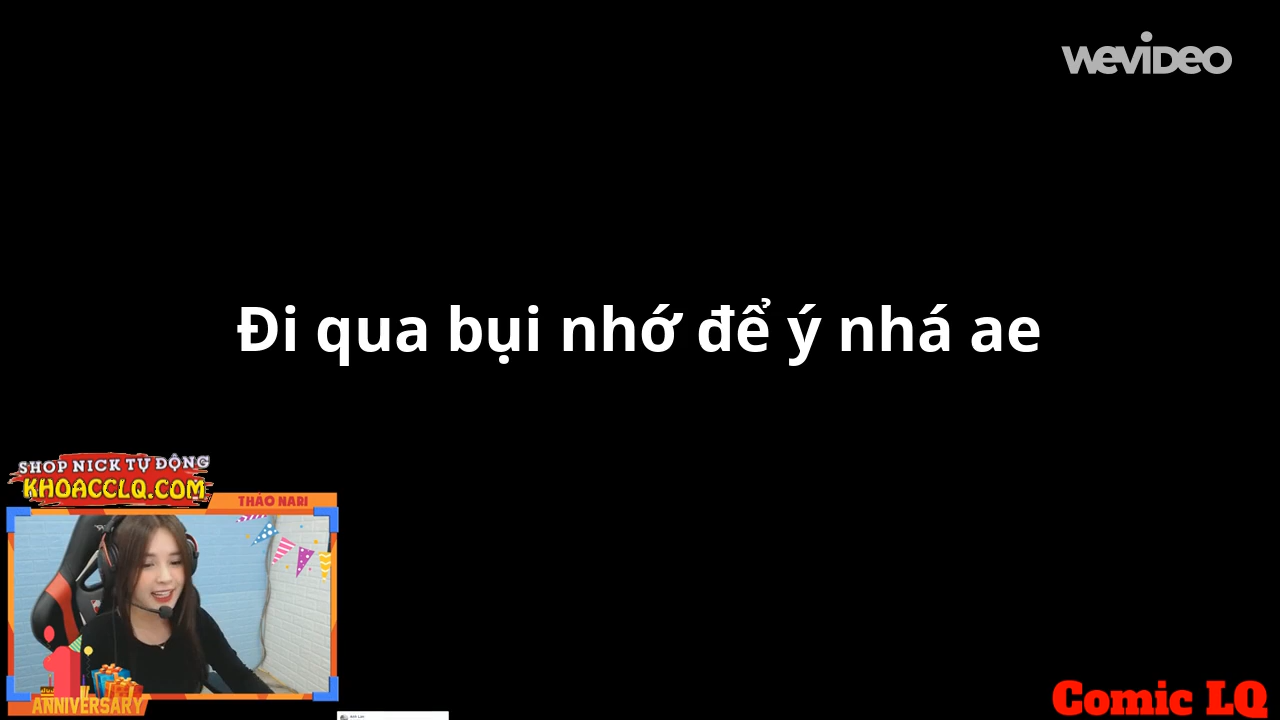 wevideo
Đi qua bụi nhớ để ý nhá ae
SHOP NICK TỰ ĐỘNG
KHOACCLQ.COM
THẢO NARI
1
ANNIVERSARY
Comic LQ